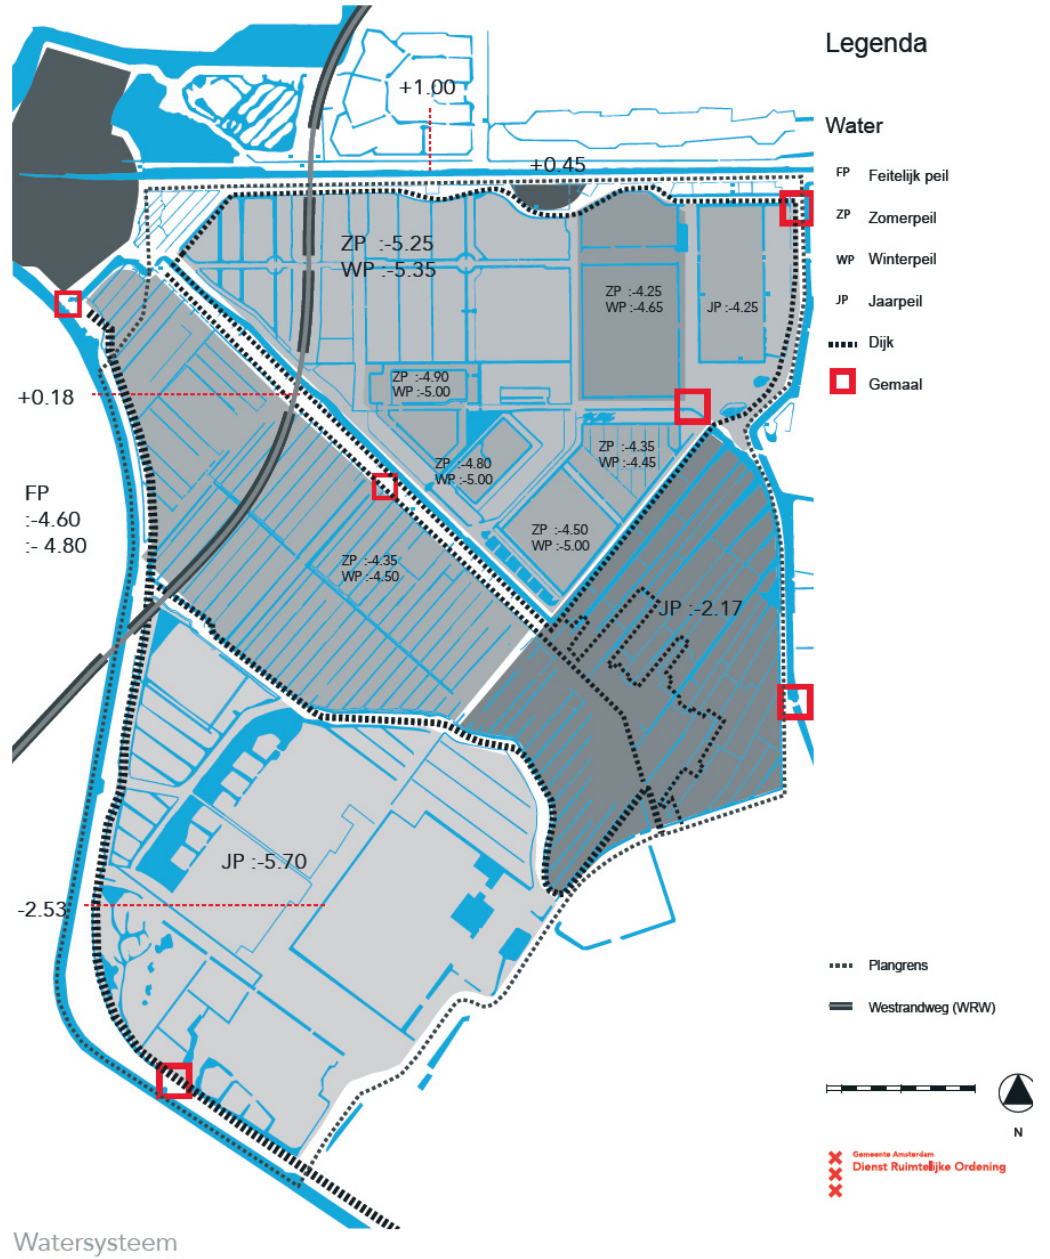 Legenda
Water
FP Feitelijk peil
ZP Zomerpeil
WP Winterpeil
JP Jaarpeil
Dijk
Gemaal
+1.00
+0.45
ZP :-5.25
WP :-5.35
ZP :-4.25
WP :-4.65
JP :-4.25
ZP :-4.90
WP :-5.00
+0.18
ZP :-4.80
WP :-5.00
ZP :-4.35
WP :-4.45
FP
:-4.60
:- 4.80
ZP :-4.50
WP :-5.00
ZP :-4.35
WP :-4.50
JP :-2.17
JP :-5.70
-2.53
Plangrens
Westrandweg (WRW)
N
Gemeente Amsterdam
Dienst Ruimtelijke Ordening
Watersysteem